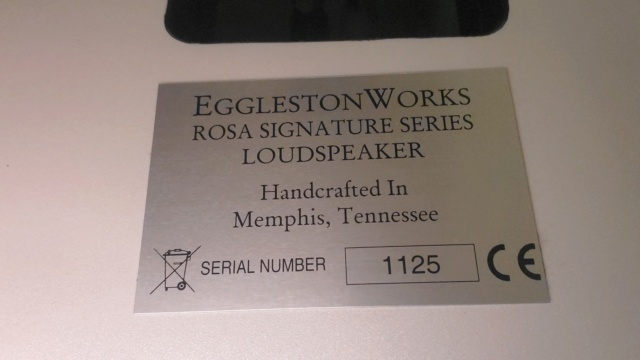 EGGLESTONWORKS
ROSA SIGNATURE SERIES
LOUDSPEAKER
Handcrafted In
Memphis, Tennessee
SERIAL NUMBER 1125 CE